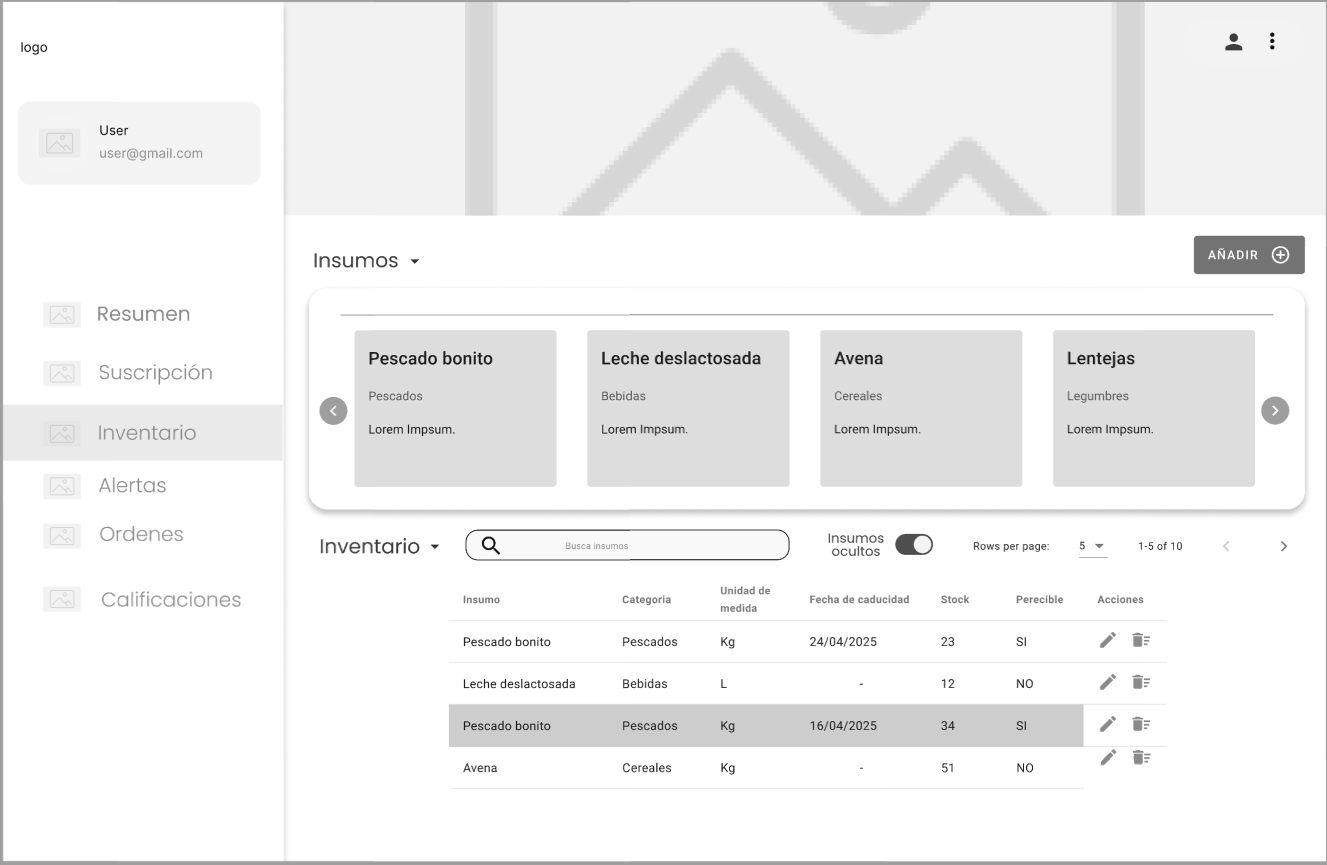 logo
User
user@gmail.com
Resumen
Suscripción
Inventario
Alertas
Ordenes
Calificaciones
Insumos
AÑADIR
Pescado bonito
Pescados
Lorem Impsum.
Leche deslactosada
Bebidas
Lorem Impsum.
Avena
Cereales
Lorem Impsum.
Lentejas
Legumbres
Lorem Impsum.
Inventario
Busca insumos
Insumos
ocultos
Rows per page:
5
1-5 of 10
Insumo Categoria Unidad de medida Fecha de caducidad Stock Perecible Acciones
Pescado bonito Pescados Kg 24/04/2025 23 SI
Leche deslactosada Bebidas L - 12 NO
Pescado bonito Pescados Kg 16/04/2025 34 SI
Avena Cereales Kg - 51 NO